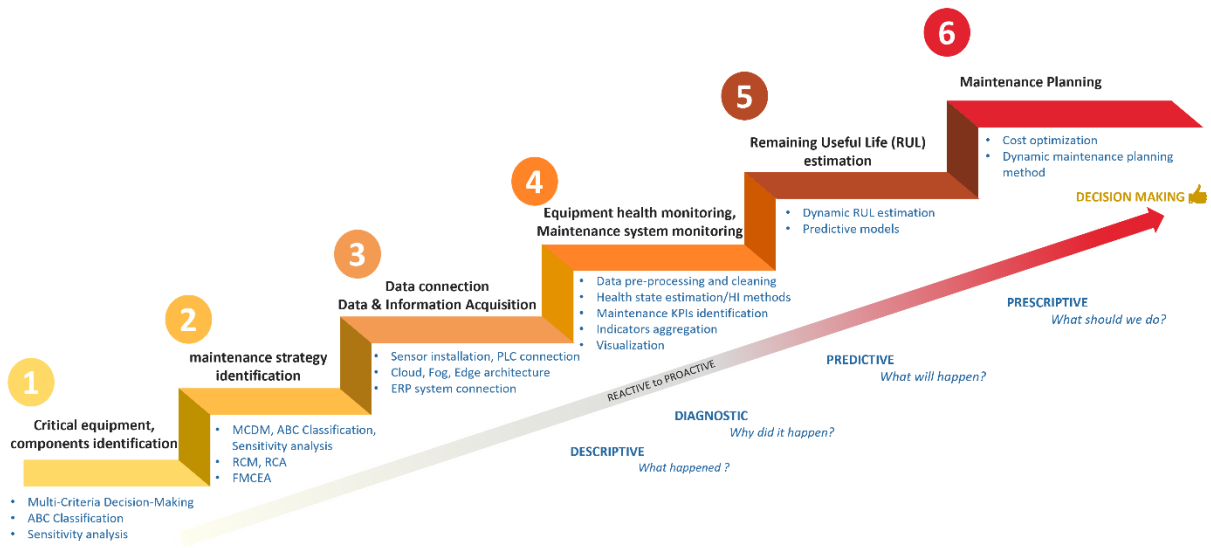 1
Critical equipment,
components identification
• Multi-Criteria Decision-Making
• ABC Classification
• Sensitivity analysis
2
maintenance strategy
identification
• MCDM, ABC Classification,
Sensitivity analysis
• RCM, RCA
• FMCEA
3
Data connection
Data & Information Acquisition
• Sensor installation, PLC connection
• Cloud, Fog, Edge architecture
• ERP system connection
4
Equipment health monitoring,
Maintenance system monitoring
• Data pre-processing and cleaning
• Health state estimation/HI methods
• Maintenance KPIs identification
• Indicators aggregation
• Visualization
5
Remaining Useful Life (RUL)
estimation
• Dynamic RUL estimation
• Predictive models
6
Maintenance Planning
• Cost optimization
• Dynamic maintenance planning
method
DECISION MAKING
REACTIVE to PROACTIVE
DESCRIPTIVE
What happened ?
DIAGNOSTIC
Why did it happen?
PREDICTIVE
What will happen?
PRESCRIPTIVE
What should we do?